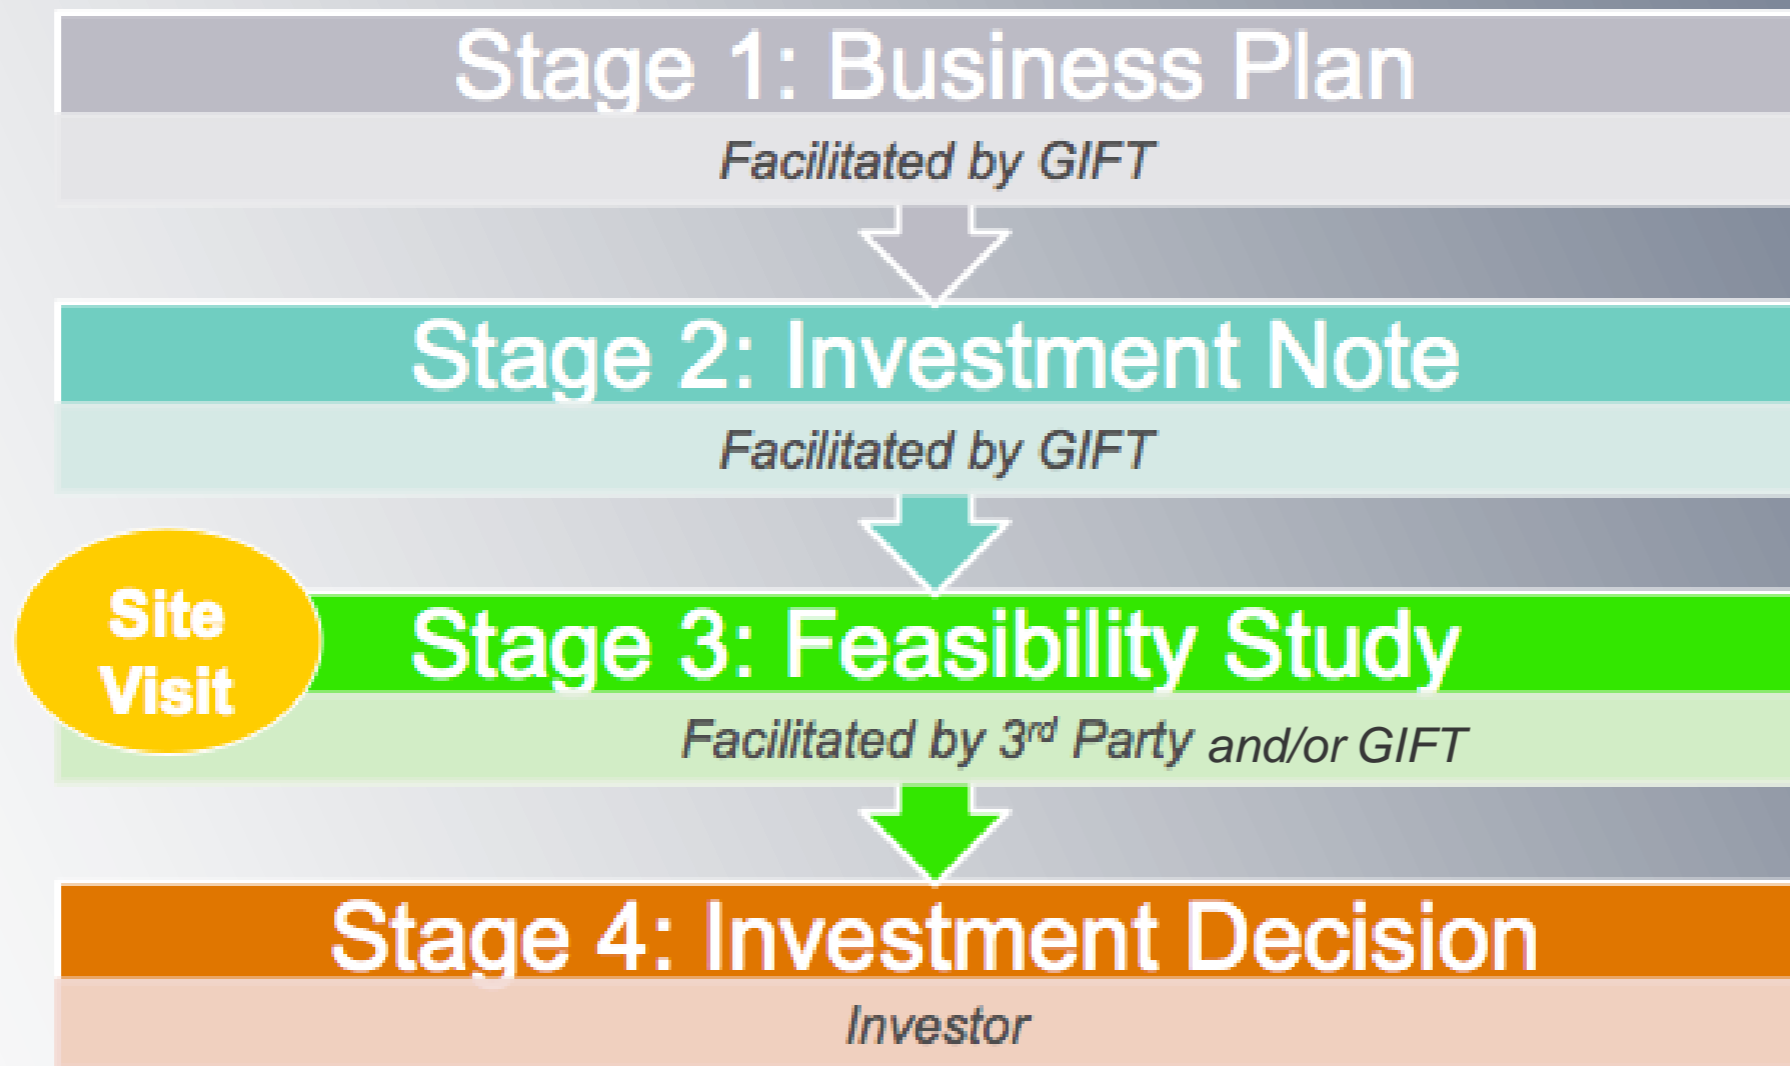 Stage 1: Business Plan
Facilitated by GIFT
Stage 2: Investment Note
Facilitated by GIFT
Site
Visit
Stage 3: Feasibility Study
Facilitated by 3rd Party and/or GIFT
Stage 4: Investment Decision
Investor